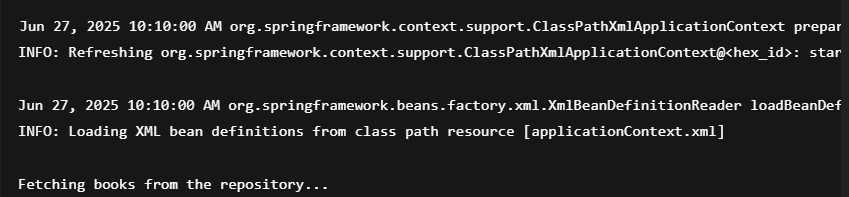 Jun 27, 2025 10:10:00 AM org.springframework.context.support.ClassPathXmlApplicationContext prepar
INFO: Refreshing org.springframework.context.support.ClassPathXmlApplicationContext@<hex_id>: star
Jun 27, 2025 10:10:00 AM org.springframework.beans.factory.xml.XmlBeanDefinitionReader loadBeanDef
INFO: Loading XML bean definitions from class path resource [applicationContext.xml]
Fetching books from the repository...